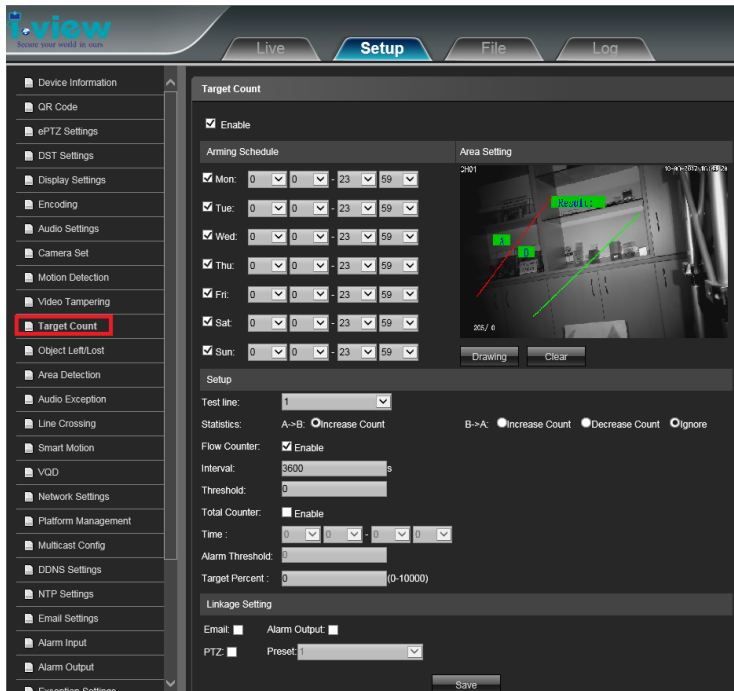 i-view
Secure your world in ours
Live
Setup
File
Log
Device Information
QR Code
ePTZ Settings
DST Settings
Display Settings
Encoding
Audio Settings
Camera Set
Motion Detection
Video Tampering
Target Count
Object Left/Lost
Area Detection
Audio Exception
Line Crossing
Smart Motion
VQD
Network Settings
Platform Management
Multicast Config
DDNS Settings
NTP Settings
Email Settings
Alarm Input
Alarm Output
Exception Settings
Target Count
Enable
Arming Schedule
Mon: 0 0 - 23 59
Tue: 0 0 - 23 59
Wed: 0 0 - 23 59
Thu: 0 0 - 23 59
Fri: 0 0 - 23 59
Sat: 0 0 - 23 59
Sun: 0 0 - 23 59
Area Setting
CH01
Result:
A
205/ 0
Drawing Clear
Setup
Test line: 1
Statistics: A->B: Increase Count B->A: Increase Count Decrease Count Ignore
Flow Counter: Enable
Interval: 3600 s
Threshold: 0
Total Counter: Enable
Time : 0 0 - 0 0
Alarm Threshold: 0
Target Percent : 0 (0-10000)
Linkage Setting
Email: Alarm Output:
PTZ: Preset: 1
Save